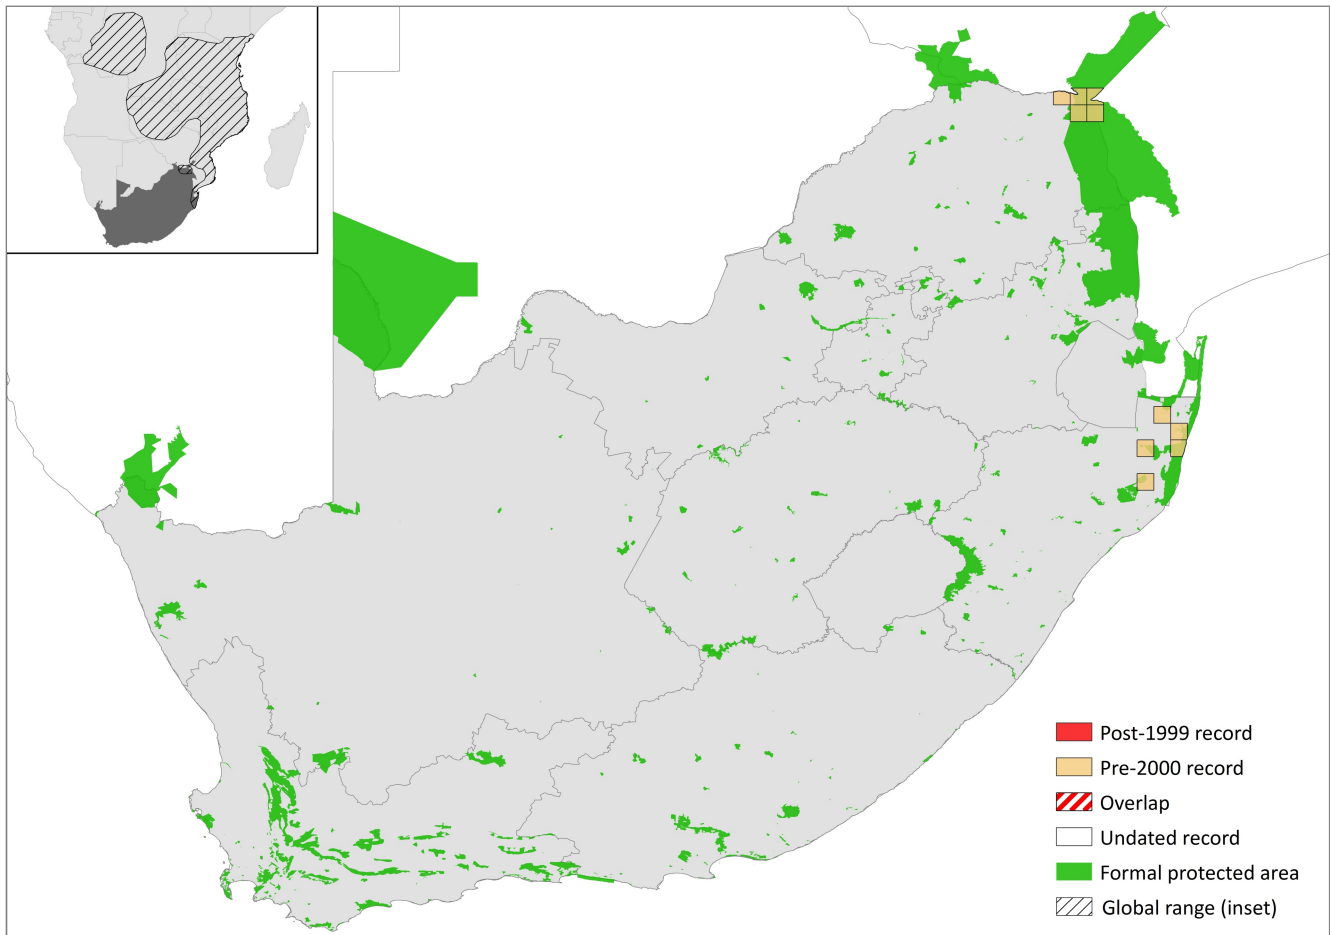 Post-1999 record
Pre-2000 record
Overlap
Undated record
Formal protected area
Global range (inset)